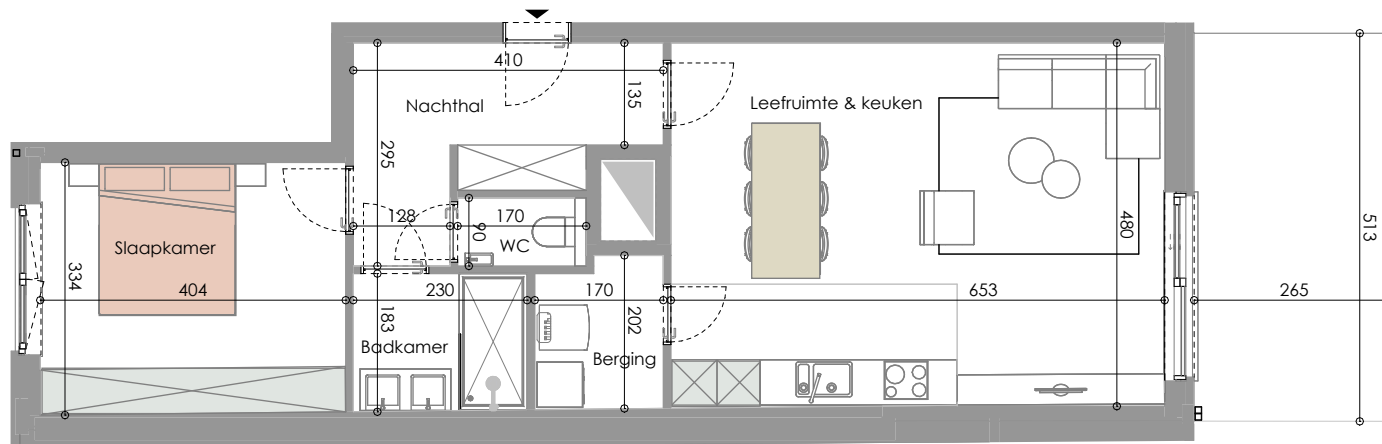 410
Nachthal
135
Leefruimte & keuken
295
128
170
90
WC
480
513
Slaapkamer
334
404
230
170
653
265
183
202
Badkamer
Berging